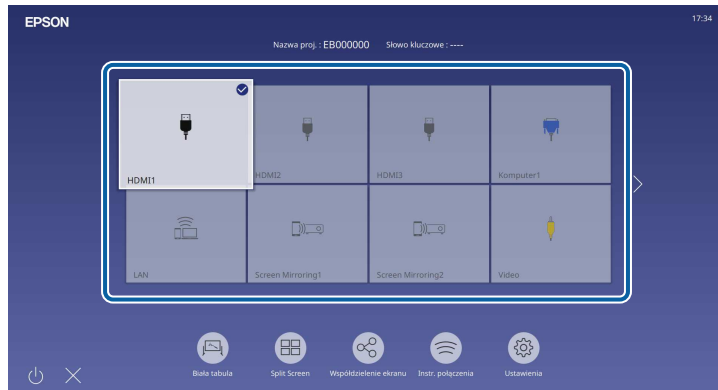 EPSON
17:34
Nazwa proj. : EB000000 Słowo kluczowe : ----
HDMI1
HDMI2
HDMI3
Komputer1
LAN
Screen Mirroring1
Screen Mirroring2
Video
Biała tabula
Split Screen
Współdzielenie ekranu
Instr. połączenia
Ustawienia